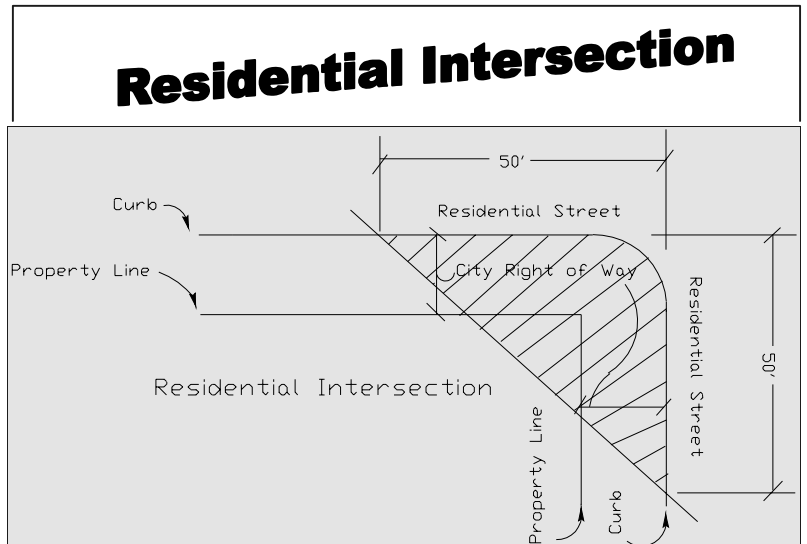 Residential Intersection
50'
Curb
Residential Street
Property Line
City Right of Way
Residential Street
50'
Residential Intersection
Property Line
Curb